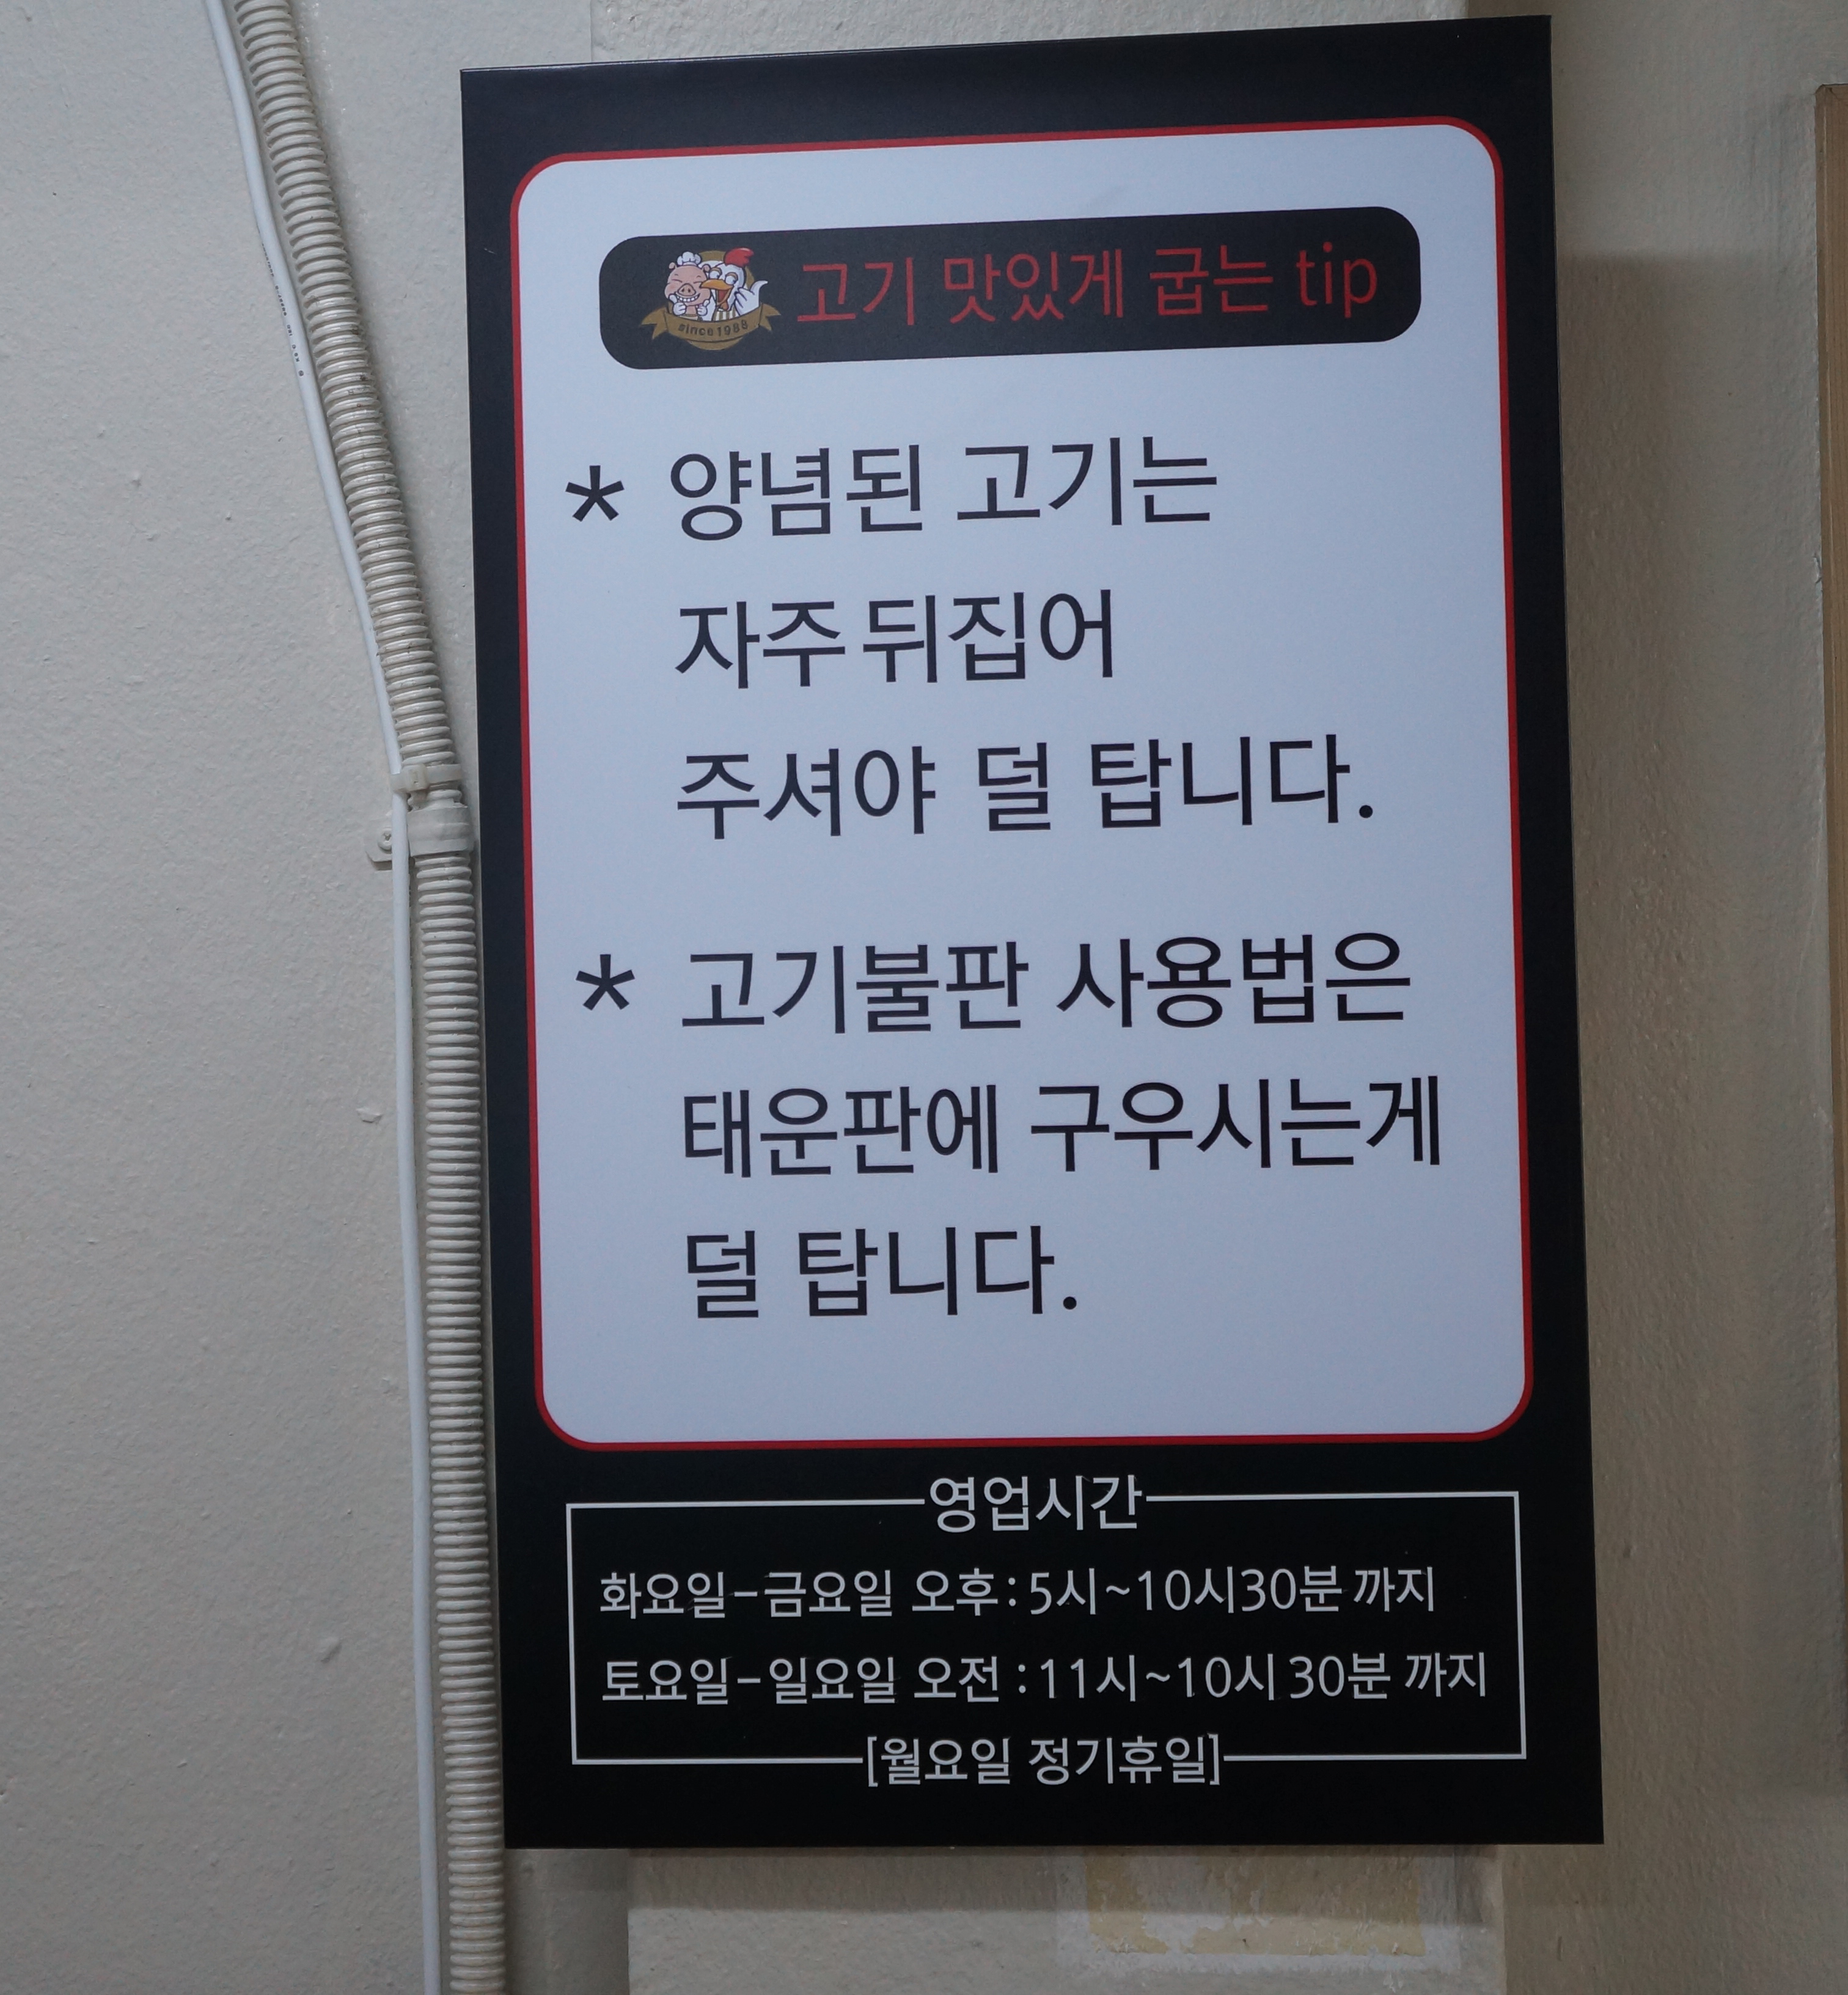 since 1988
고기 맛있게 굽는 tip
* 양념된 고기는
자주 뒤집어
주셔야 덜 탑니다.
* 고기불판 사용법은
태운판에 구우시는게
덜 탑니다.
영업시간
화요일-금요일 오후:5시~10시30분 까지
토요일-일요일 오전:11시~10시 30분 까지
[월요일 정기휴일]